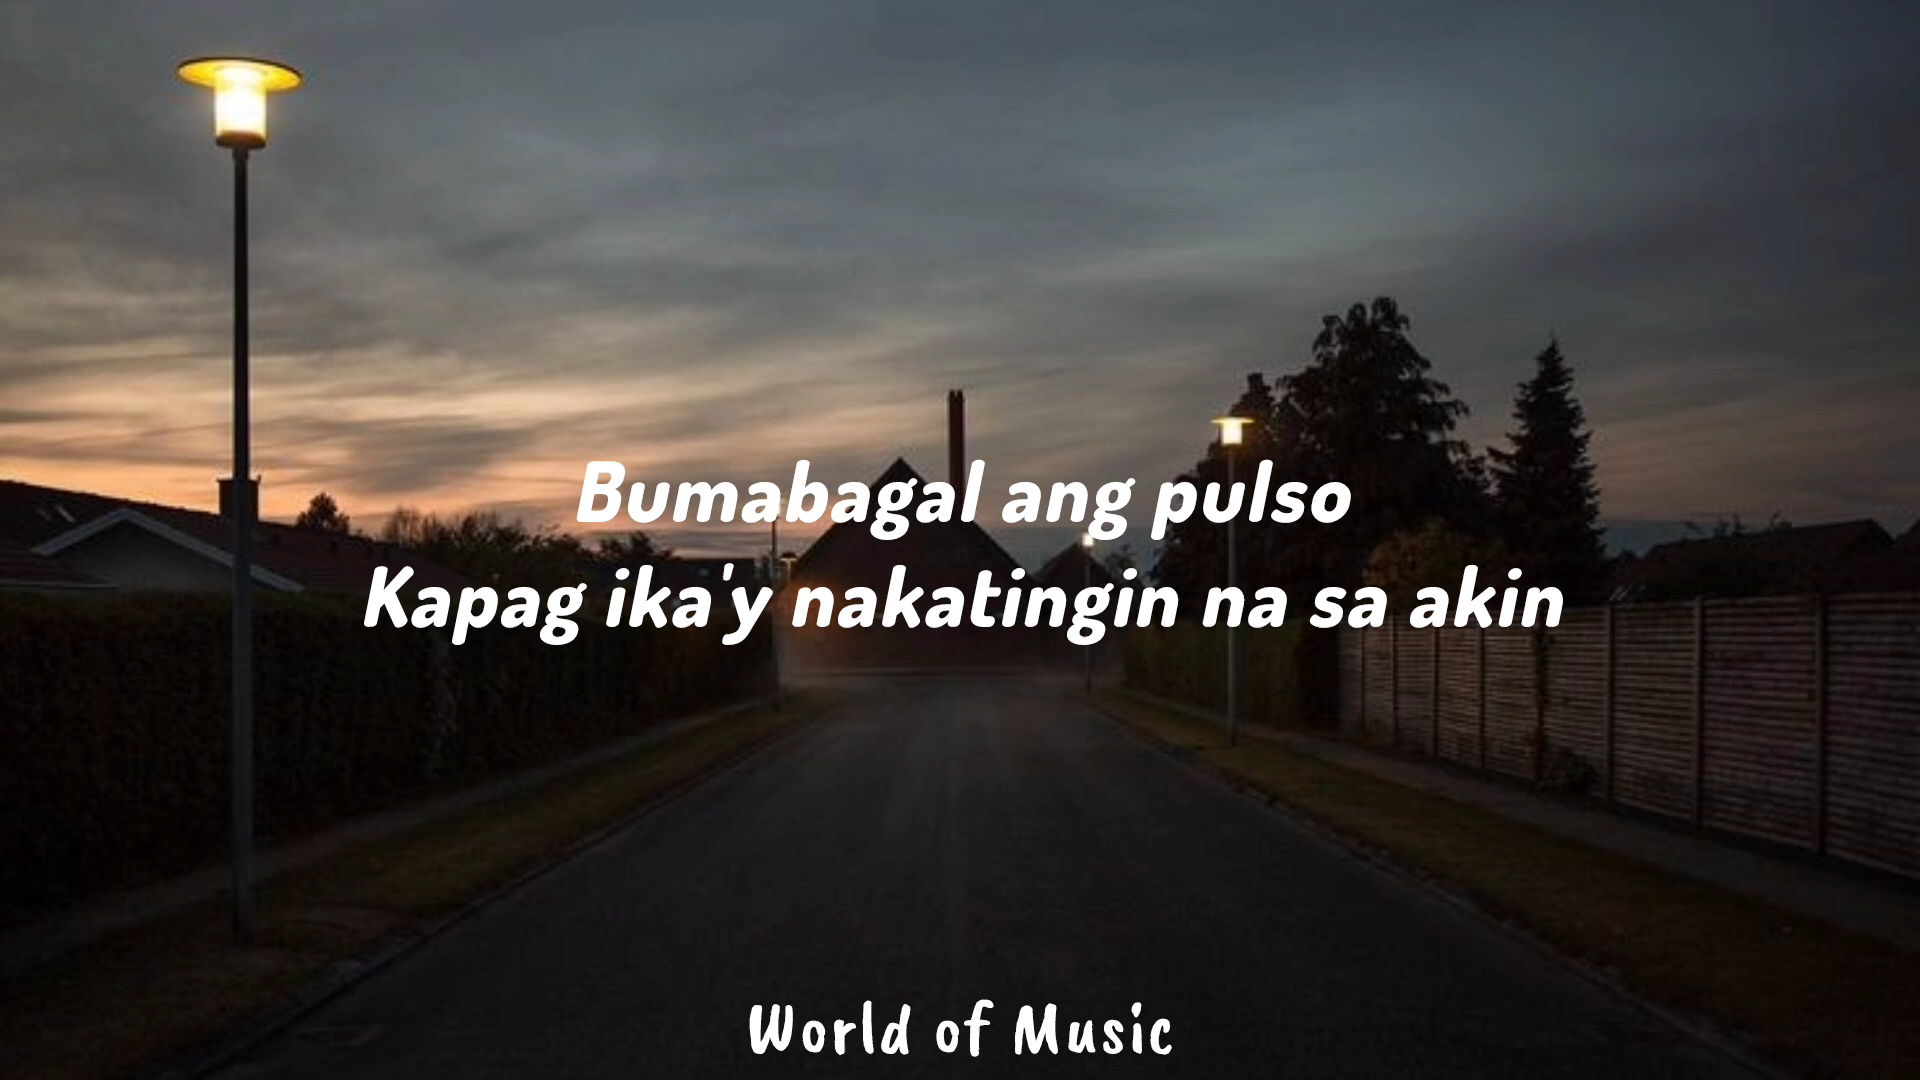 Bumabagal ang pulso
Kapag ika'y nakatingin na sa akin
World of Music